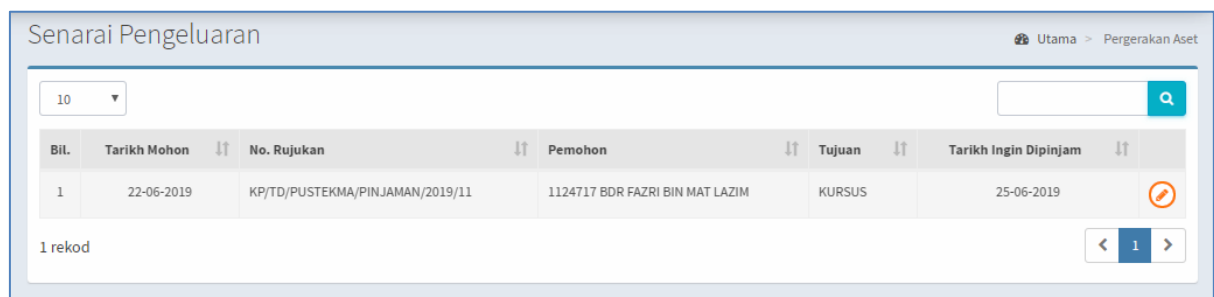 Senarai Pengeluaran
Utama > Pergerakan Aset
10
Bil. Tarikh Mohon No. Rujukan Pemohon Tujuan Tarikh Ingin Dipinjam
1 22-06-2019 KP/TD/PUSTEKMA/PINJAMAN/2019/11 1124717 BDR FAZRI BIN MAT LAZIM KURSUS 25-06-2019
1 rekod
< 1 >